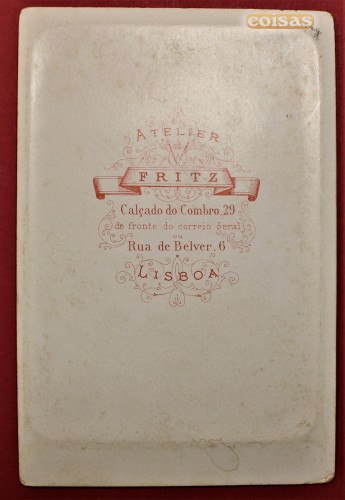 coisas
ATELIER
FRITZ
Calçado do Combro, 29
de fronte do correio geral
ou
Rua de Belver, 6
LISBOA